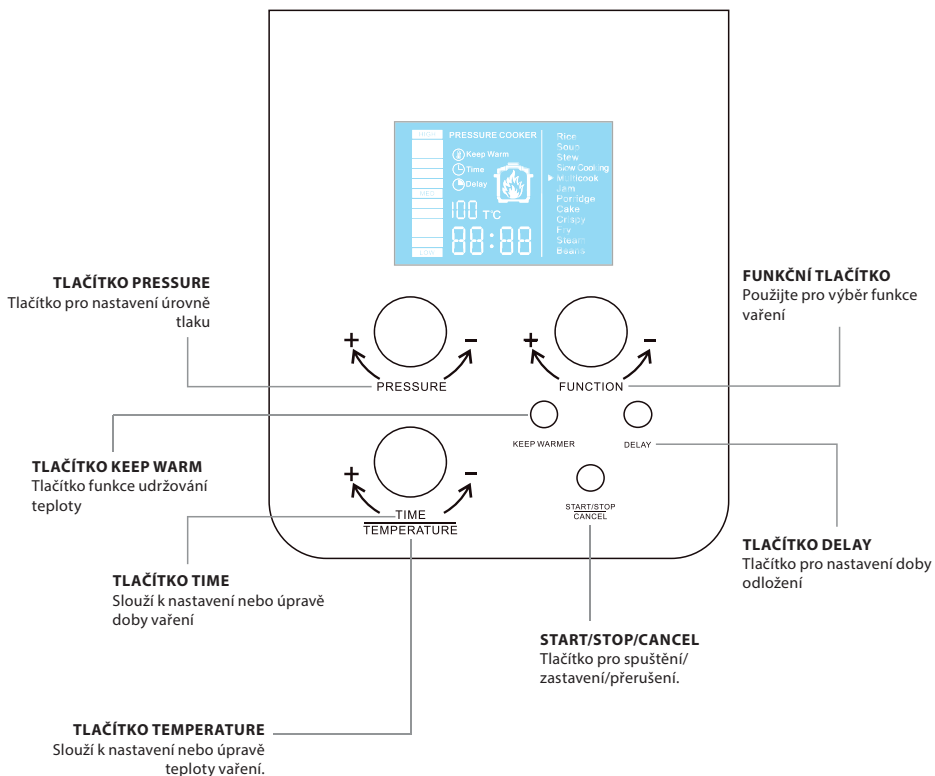 HIGH
PRESSURE COOKER
Keep Warm
Time
Delay
MED
100 T°C
88:88
LOW
Rice
Soup
Stew
Slow Cooking
Multicook
Jam
Porridge
Cake
Crispy
Fry
Steam
Beans
TLAČÍTKO PRESSURE
Tlačítko pro nastavení úrovně
tlaku
FUNKČNÍ TLAČÍTKO
Použijte pro výběr funkce
vaření
+ -
PRESSURE
+ -
FUNCTION
KEEP WARMER
DELAY
TLAČÍTKO KEEP WARM
Tlačítko funkce udržování
teploty
+ -
TIME
TEMPERATURE
START/STOP
CANCEL
TLAČÍTKO DELAY
Tlačítko pro nastavení doby
odložení
TLAČÍTKO TIME
Slouží k nastavení nebo úpravě
doby vaření
START/STOP/CANCEL
Tlačítko pro spuštění/
zastavení/přerušení.
TLAČÍTKO TEMPERATURE
Slouží k nastavení nebo úpravě
teploty vaření.